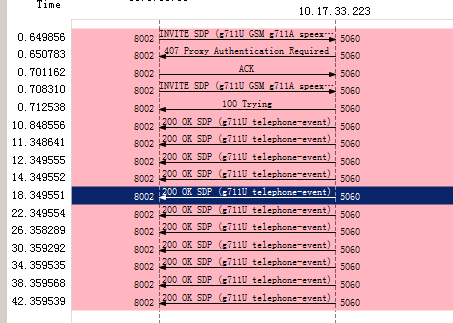 Time
10.17.33.223
0.649856 8002 INVITE SDP (g711U GSM g711A speex… 5060
0.650783 8002 407 Proxy Authentication Required 5060
0.701162 8002 ACK 5060
0.708310 8002 INVITE SDP (g711U GSM g711A speex… 5060
0.712538 8002 100 Trying 5060
10.848556 8002 200 OK SDP (g711U telephone-event) 5060
11.348641 8002 200 OK SDP (g711U telephone-event) 5060
12.349555 8002 200 OK SDP (g711U telephone-event) 5060
14.349552 8002 200 OK SDP (g711U telephone-event) 5060
18.349551 8002 200 OK SDP (g711U telephone-event) 5060
22.349554 8002 200 OK SDP (g711U telephone-event) 5060
26.358289 8002 200 OK SDP (g711U telephone-event) 5060
30.359292 8002 200 OK SDP (g711U telephone-event) 5060
34.359535 8002 200 OK SDP (g711U telephone-event) 5060
38.359568 8002 200 OK SDP (g711U telephone-event) 5060
42.359539 8002 200 OK SDP (g711U telephone-event) 5060